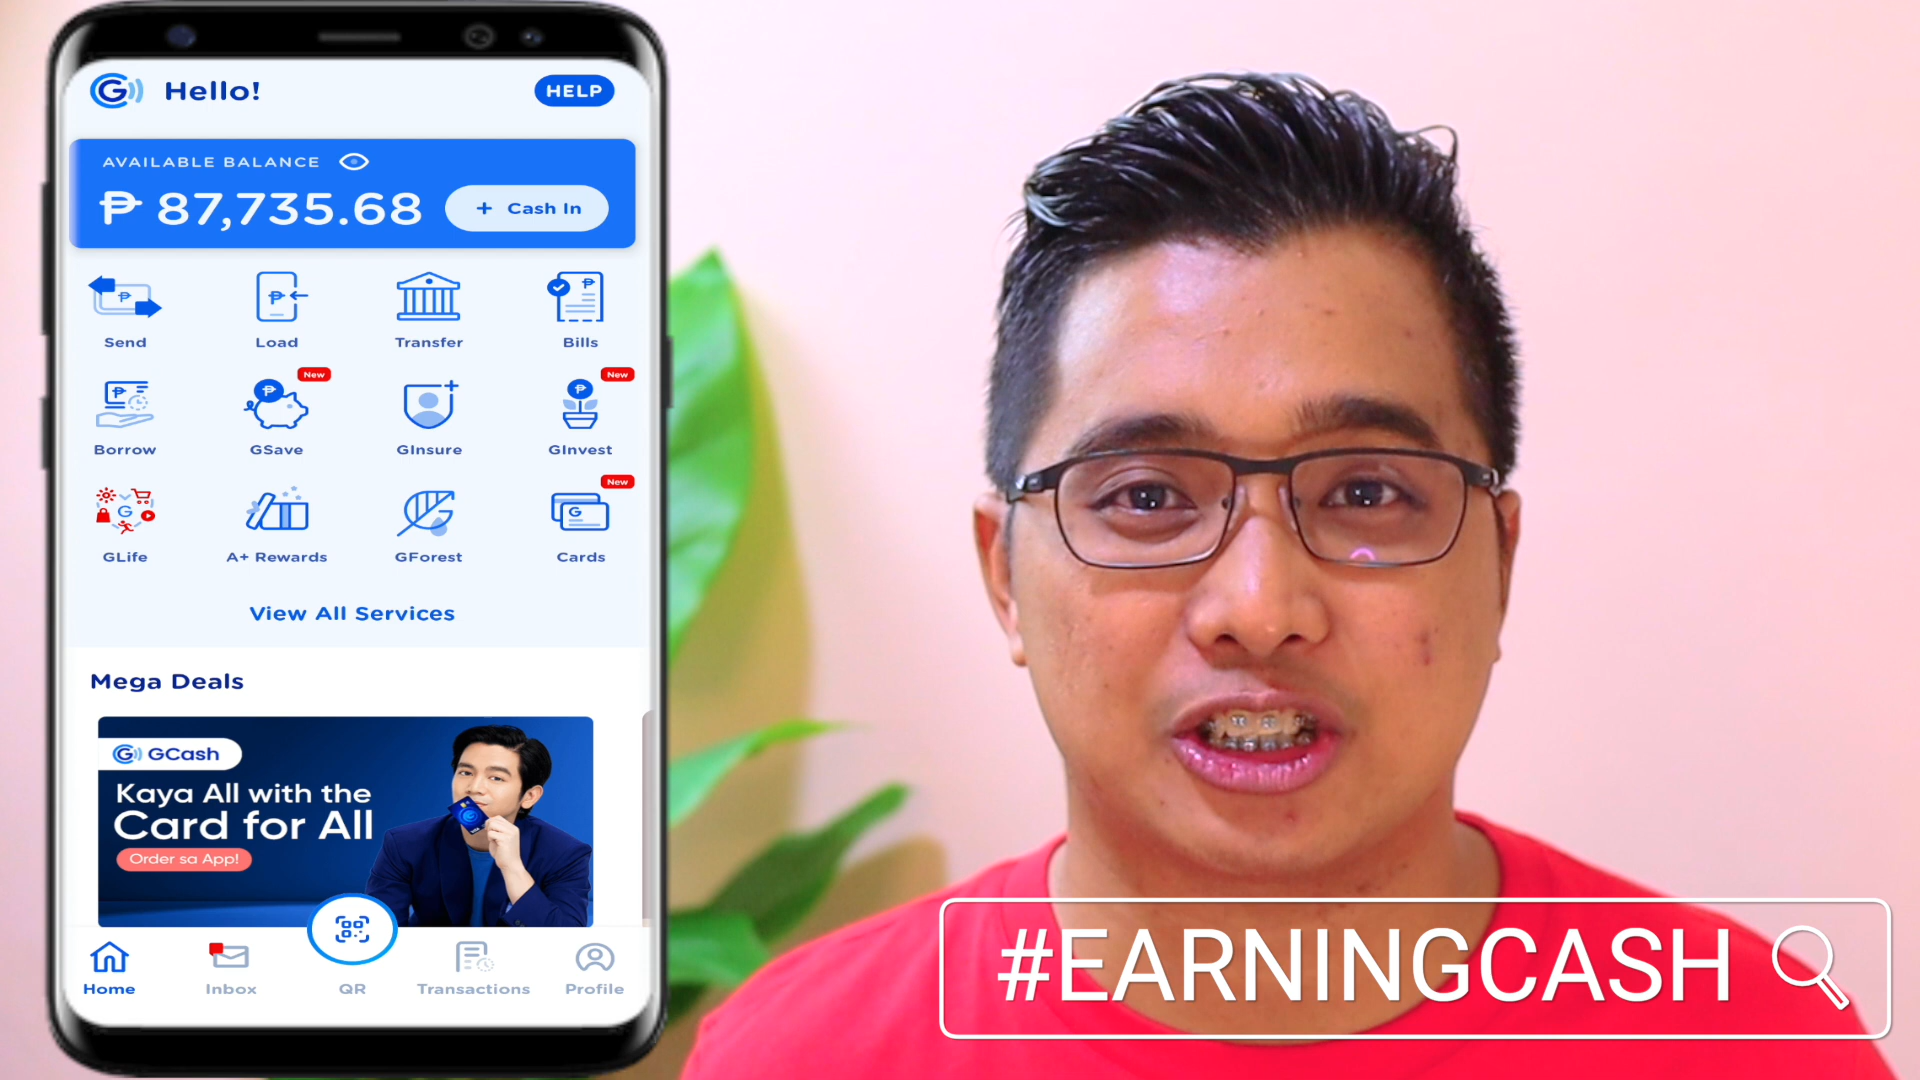 Hello!
HELP
AVAILABLE BALANCE
₱ 87,735.68
+ Cash In
Send
Load
Transfer
Bills
New
New
Borrow
GSave
GInsure
GInvest
New
GLife
A+ Rewards
GForest
Cards
View All Services
Mega Deals
GCash
Kaya All with the
Card for All
Order sa App!
Home
Inbox
QR
Transactions
Profile
#EARNINGCASH